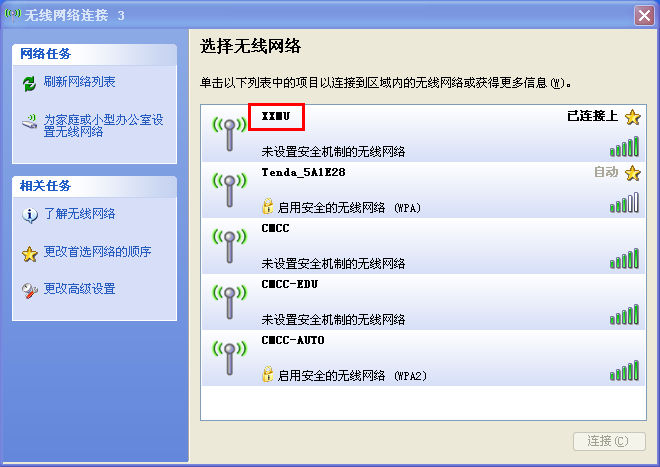 无线网络连接 3
网络任务
刷新网络列表
为家庭或小型办公室设
置无线网络
相关任务
了解无线网络
更改首选网络的顺序
更改高级设置
选择无线网络
单击以下列表中的项目以连接到区域内的无线网络或获得更多信息(W)。
XXMU
已连接上
未设置安全机制的无线网络
Tenda_5A1E28
自动
启用安全的无线网络 (WPA)
CMCC
未设置安全机制的无线网络
CMCC-EDU
未设置安全机制的无线网络
CMCC-AUTO
启用安全的无线网络 (WPA2)
连接(C)